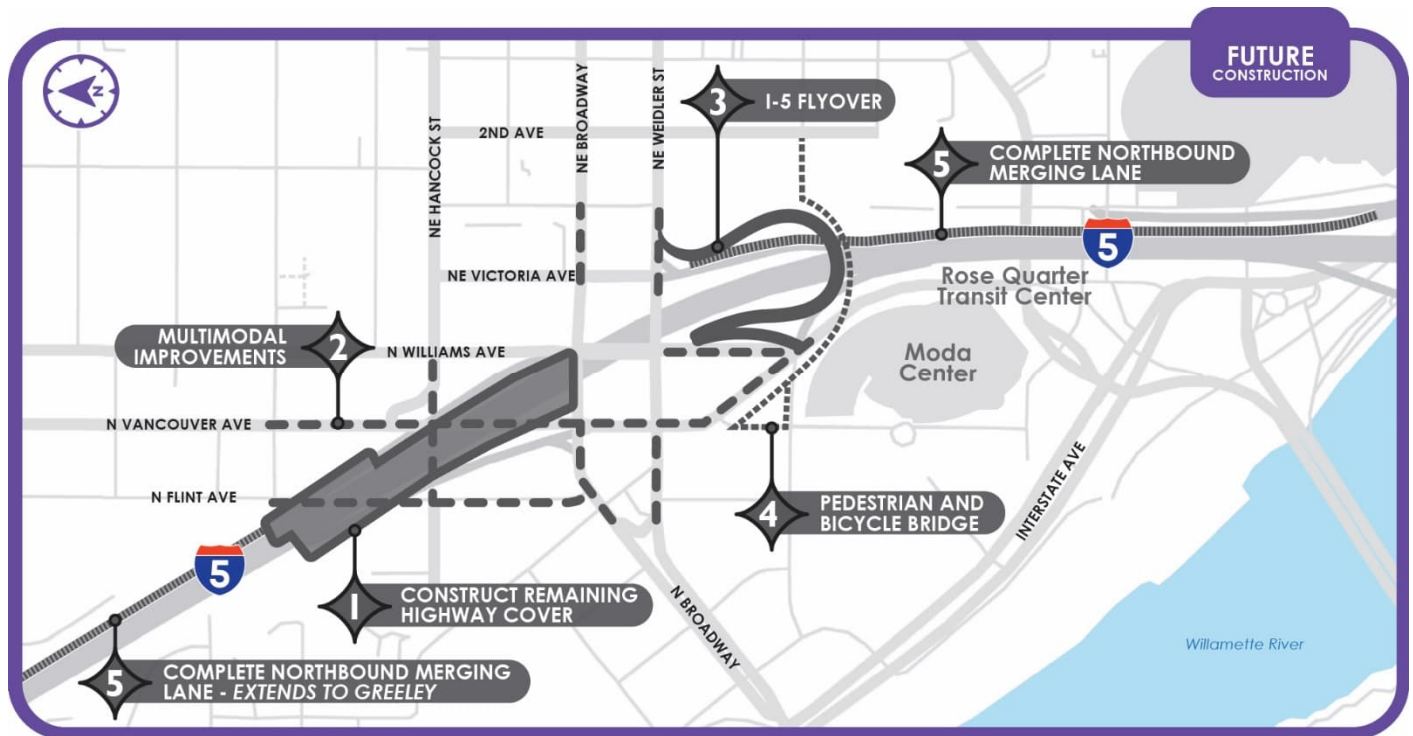 FUTURE
CONSTRUCTION
N
NE HANCOCK ST
NE BROADWAY
NE WEIDLER ST
3
I-5 FLYOVER
2ND AVE
5
COMPLETE NORTHBOUND
MERGING LANE
5
NE VICTORIA AVE
Rose Quarter
Transit Center
2
MULTIMODAL
IMPROVEMENTS
N WILLIAMS AVE
Moda
Center
N VANCOUVER AVE
N FLINT AVE
4
PEDESTRIAN AND
BICYCLE BRIDGE
INTERSTATE AVE
5
1
CONSTRUCT REMAINING
HIGHWAY COVER
N BROADWAY
Willamette River
5
COMPLETE NORTHBOUND MERGING
LANE - EXTENDS TO GREELEY